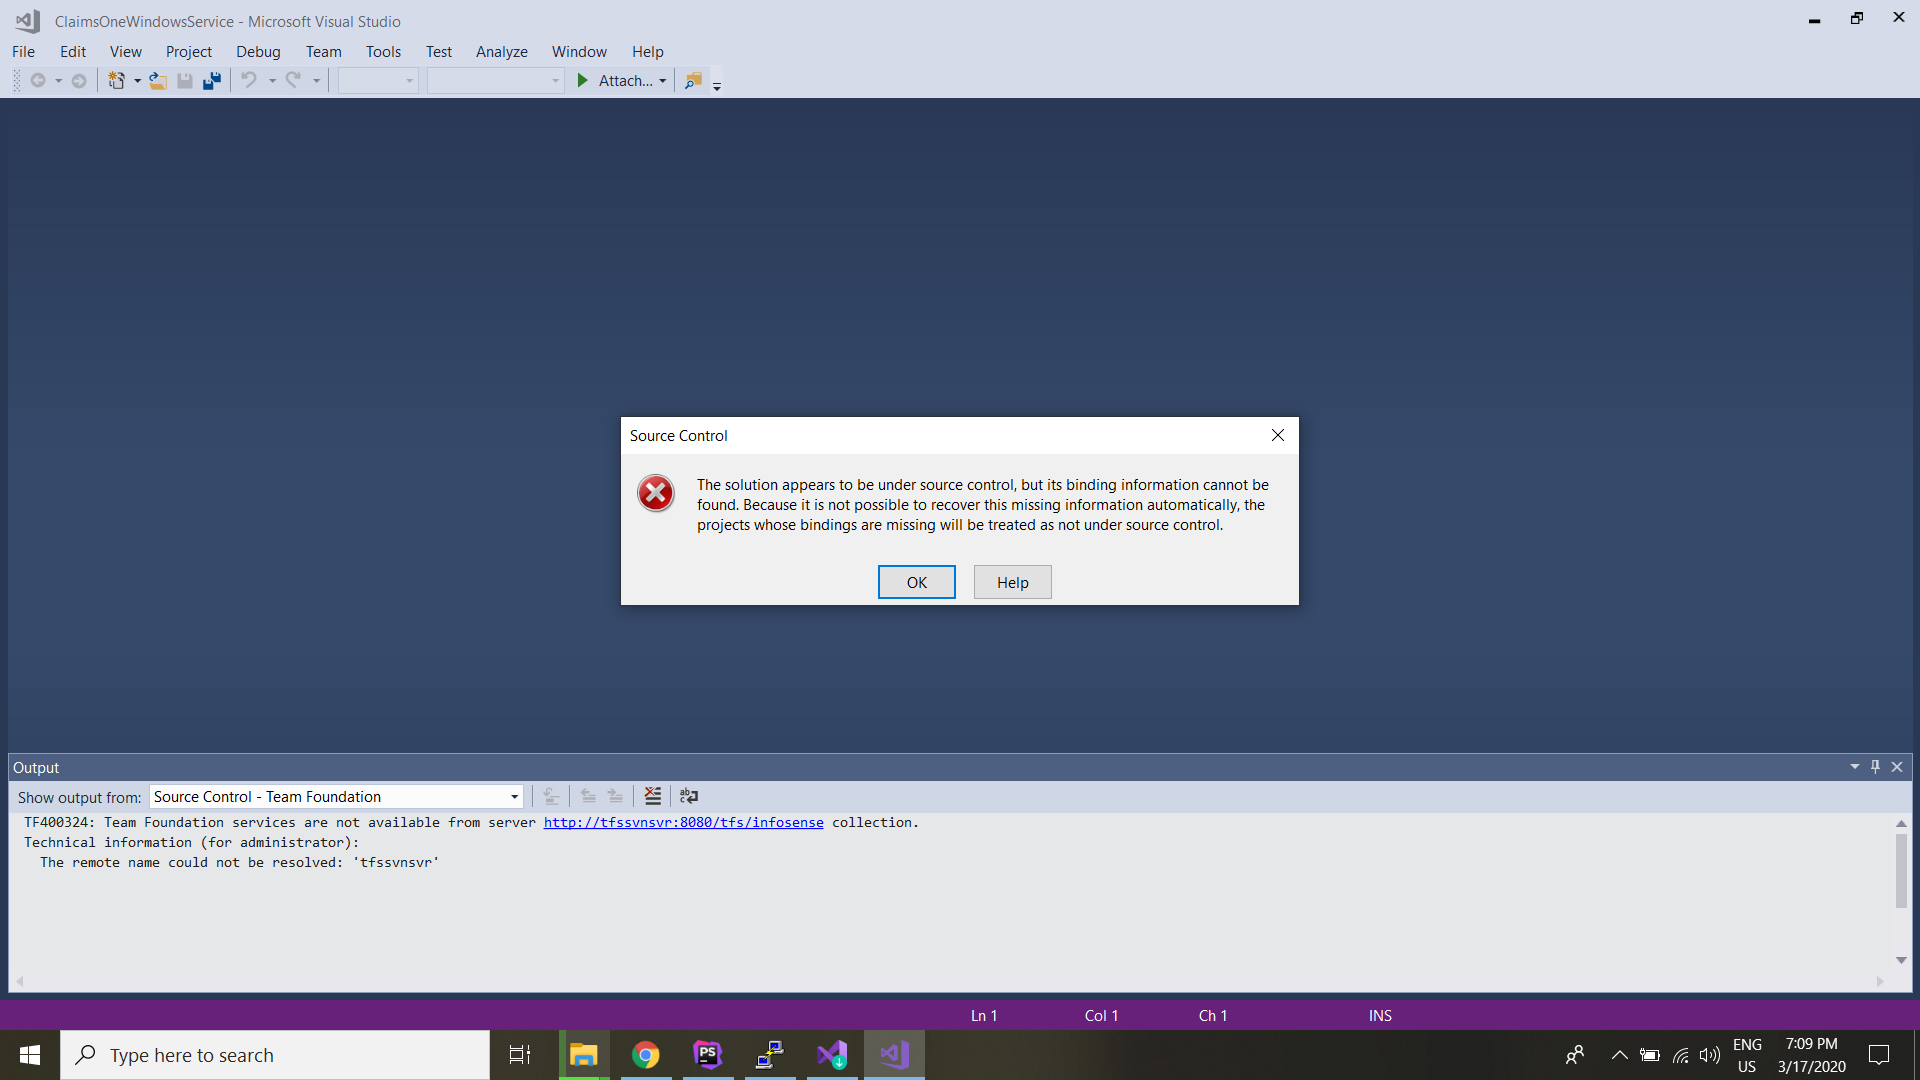 ClaimsOneWindowsService - Microsoft Visual Studio
File Edit View Project Debug Team Tools Test Analyze Window Help
Attach...
Source Control
The solution appears to be under source control, but its binding information cannot be
found. Because it is not possible to recover this missing information automatically, the
projects whose bindings are missing will be treated as not under source control.
OK Help
Output
Show output from: Source Control - Team Foundation
TF400324: Team Foundation services are not available from server http://tfssvnsvr:8080/tfs/infosense collection.
Technical information (for administrator):
The remote name could not be resolved: 'tfssvnsvr'
Ln 1 Col 1 Ch 1 INS
Type here to search
PS
ENG
US
7:09 PM
3/17/2020